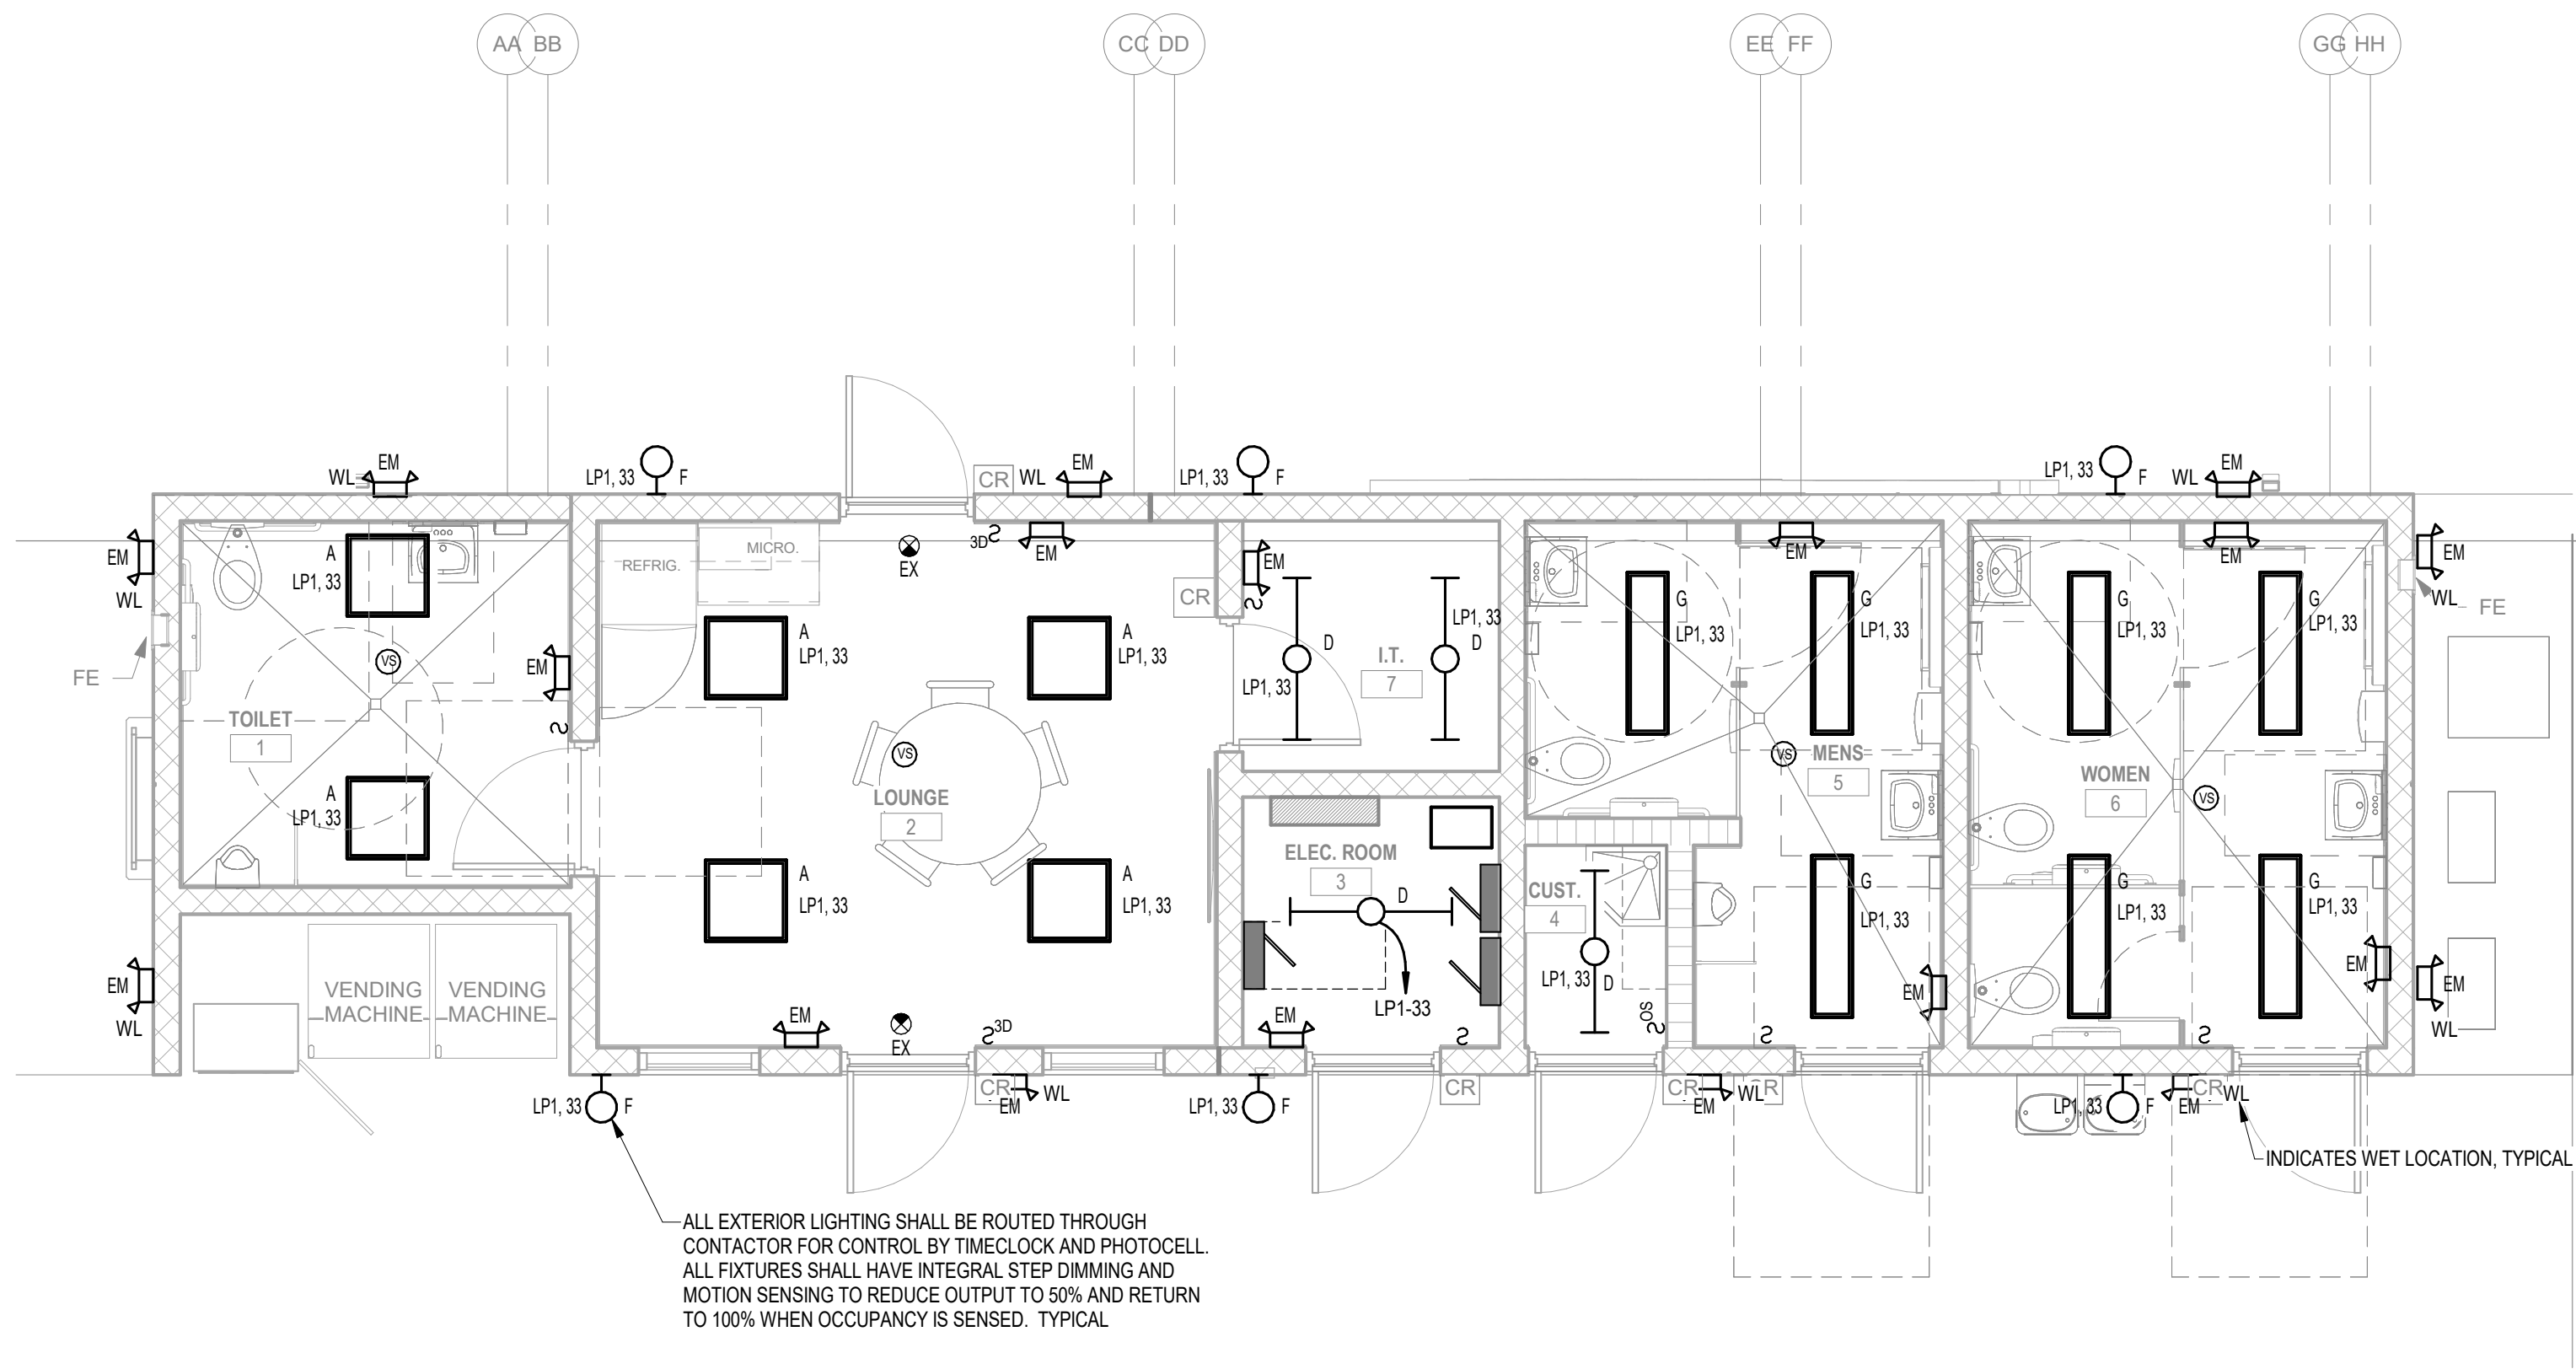 AA BB CC DD EE FF GG HH
EM
WL
LP1, 33 F
CR WL EM
LP1, 33 F
LP1, 33 F
WL EM
EM
WL
FE
A
LP1, 33
EM
VS
TOILET
1
S
A
LP1, 33
REFRIG.
MICRO.
EX
3D S
EM
A
LP1, 33
A
LP1, 33
VS
LOUNGE
2
A
LP1, 33
A
LP1, 33
EM
EX
S 3D
CR
EM
S
D
LP1, 33
LP1, 33
D
I.T.
7
ELEC. ROOM
3
D
LP1-33
EM
S
CUST.
4
LP1, 33
D
S OS
EM
G
LP1, 33
G
LP1, 33
VS
MENS
5
G
LP1, 33
EM
S
EM
G
LP1, 33
G
LP1, 33
WOMEN
6
VS
G
LP1, 33
G
LP1, 33
EM
S
EM
WL
FE
EM
WL
EM
WL
VENDING
MACHINE
VENDING
MACHINE
LP1, 33 F
CR
EM
WL
LP1, 33 F
CR
CR
EM
WL
CR
LP1, 33 F
EM
CR
WL
INDICATES WET LOCATION, TYPICAL
ALL EXTERIOR LIGHTING SHALL BE ROUTED THROUGH
CONTACTOR FOR CONTROL BY TIMECLOCK AND PHOTOCELL.
ALL FIXTURES SHALL HAVE INTEGRAL STEP DIMMING AND
MOTION SENSING TO REDUCE OUTPUT TO 50% AND RETURN
TO 100% WHEN OCCUPANCY IS SENSED. TYPICAL